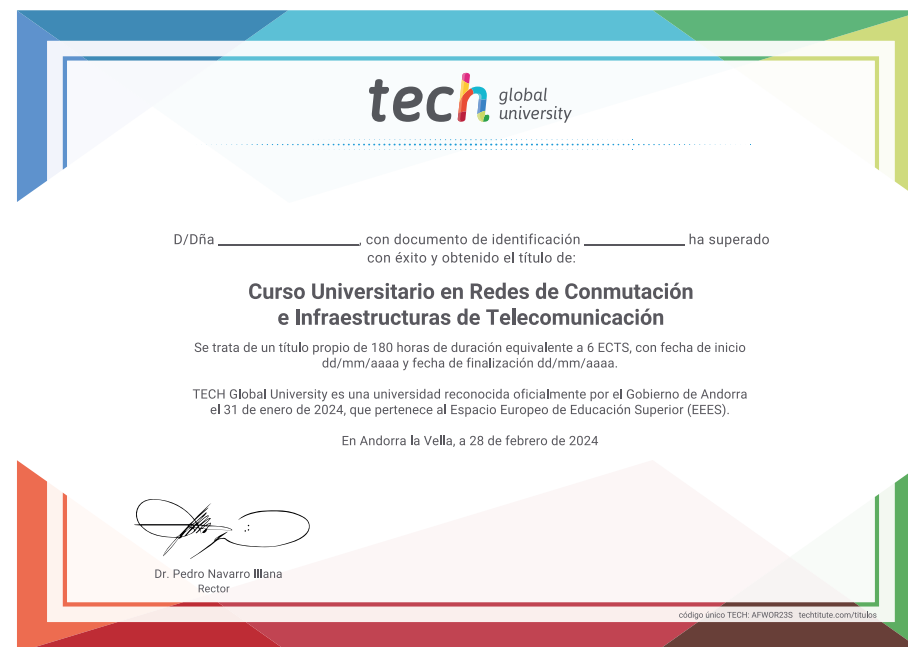 tech global university
D/Dña ____________________, con documento de identificación ______________ ha superado
con éxito y obtenido el título de:
Curso Universitario en Redes de Conmutación
e Infraestructuras de Telecomunicación
Se trata de un título propio de 180 horas de duración equivalente a 6 ECTS, con fecha de inicio
dd/mm/aaaa y fecha de finalización dd/mm/aaaa.
TECH Global University es una universidad reconocida oficialmente por el Gobierno de Andorra
el 31 de enero de 2024, que pertenece al Espacio Europeo de Educación Superior (EEES).
En Andorra la Vella, a 28 de febrero de 2024
Dr. Pedro Navarro Illana
Rector
código único TECH: AFWOR23S techtitute.com/titulos